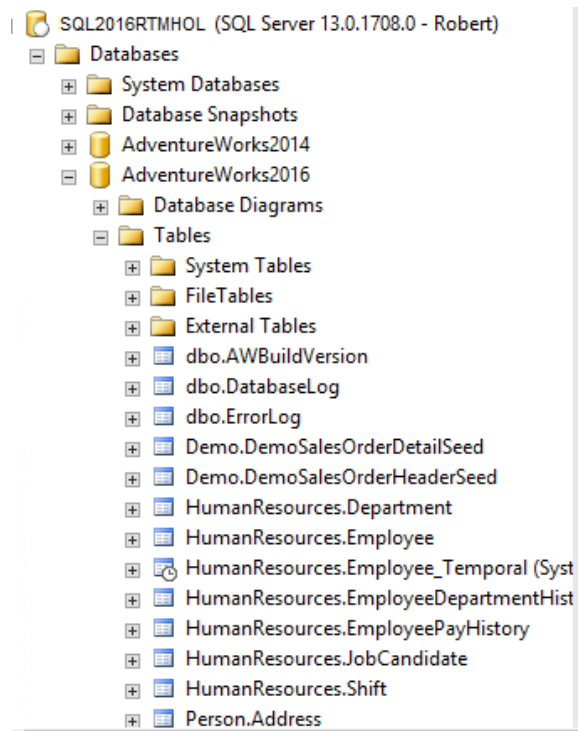 SQL2016RTMHOL (SQL Server 13.0.1708.0 - Robert)
Databases
System Databases
Database Snapshots
AdventureWorks2014
AdventureWorks2016
Database Diagrams
Tables
System Tables
FileTables
External Tables
dbo.AWBuildVersion
dbo.DatabaseLog
dbo.ErrorLog
Demo.DemoSalesOrderDetailSeed
Demo.DemoSalesOrderHeaderSeed
HumanResources.Department
HumanResources.Employee
HumanResources.Employee_Temporal (Syst
HumanResources.EmployeeDepartmentHist
HumanResources.EmployeePayHistory
HumanResources.JobCandidate
HumanResources.Shift
Person.Address